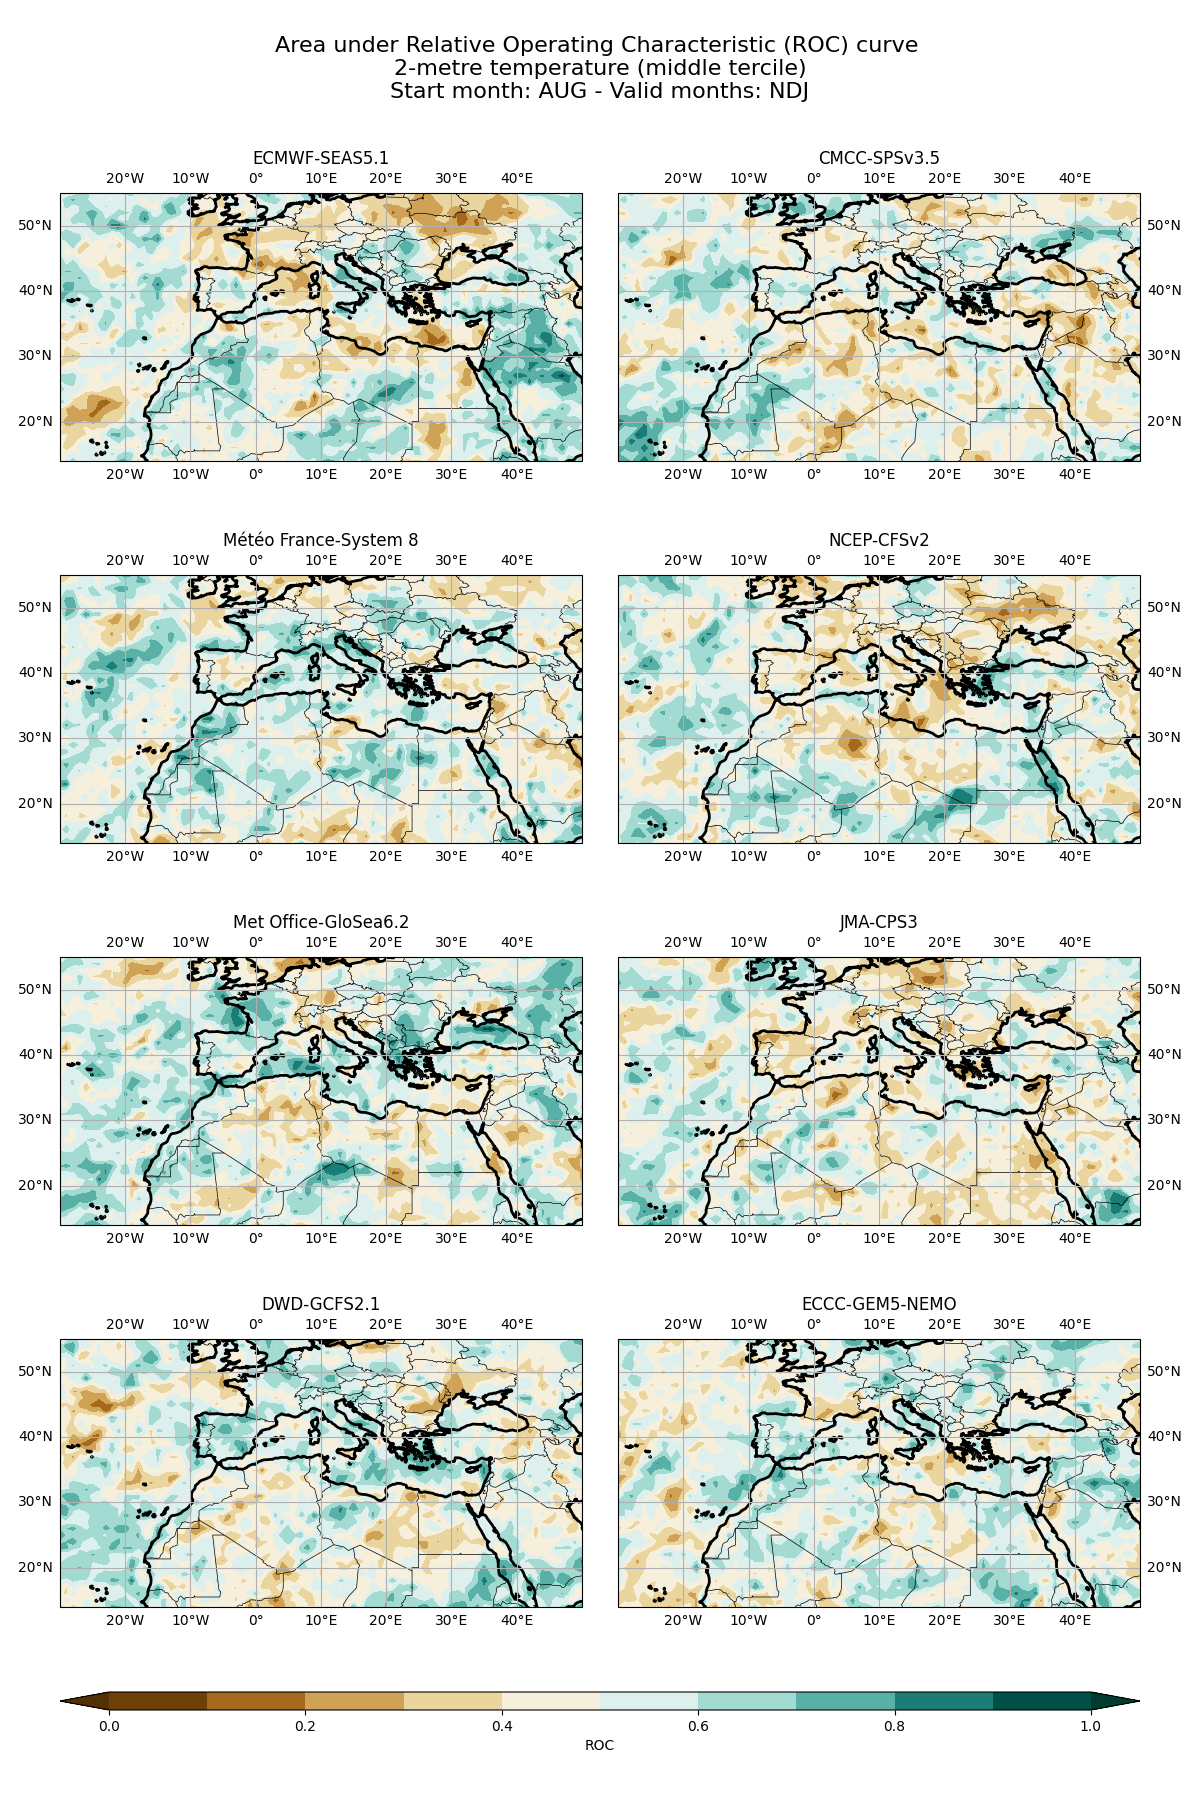 Area under Relative Operating Characteristic (ROC) curve
2-metre temperature (middle tercile)
Start month: AUG - Valid months: NDJ
ECMWF-SEAS5.1
CMCC-SPSv3.5
20°W 10°W 0° 10°E 20°E 30°E 40°E
20°W 10°W 0° 10°E 20°E 30°E 40°E
50°N 50°N
40°N 40°N
30°N 30°N
20°N 20°N
20°W 10°W 0° 10°E 20°E 30°E 40°E
20°W 10°W 0° 10°E 20°E 30°E 40°E
Météo France-System 8
NCEP-CFSv2
20°W 10°W 0° 10°E 20°E 30°E 40°E
20°W 10°W 0° 10°E 20°E 30°E 40°E
50°N 50°N
40°N 40°N
30°N 30°N
20°N 20°N
20°W 10°W 0° 10°E 20°E 30°E 40°E
20°W 10°W 0° 10°E 20°E 30°E 40°E
Met Office-GloSea6.2
JMA-CPS3
20°W 10°W 0° 10°E 20°E 30°E 40°E
20°W 10°W 0° 10°E 20°E 30°E 40°E
50°N 50°N
40°N 40°N
30°N 30°N
20°N 20°N
20°W 10°W 0° 10°E 20°E 30°E 40°E
20°W 10°W 0° 10°E 20°E 30°E 40°E
DWD-GCFS2.1
ECCC-GEM5-NEMO
20°W 10°W 0° 10°E 20°E 30°E 40°E
20°W 10°W 0° 10°E 20°E 30°E 40°E
50°N 50°N
40°N 40°N
30°N 30°N
20°N 20°N
20°W 10°W 0° 10°E 20°E 30°E 40°E
20°W 10°W 0° 10°E 20°E 30°E 40°E
0.0 0.2 0.4 0.6 0.8 1.0
ROC